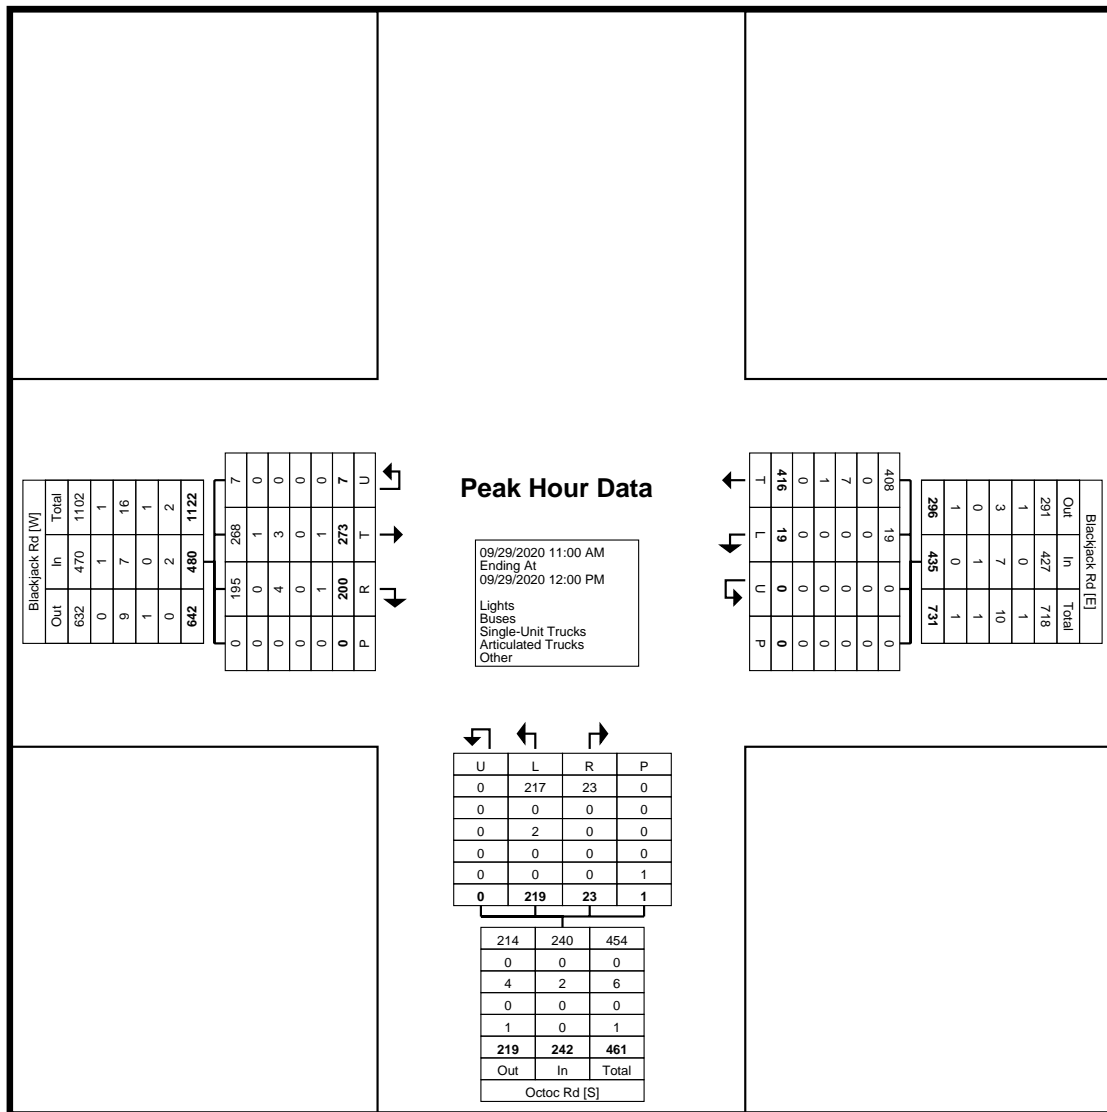 Blackjack Rd [W]
Out In Total
632 470 1102
0 1 1
9 7 16
1 0 1
0 2 2
642 480 1122
0 195 268 7
0 0 1 0
0 4 3 0
0 0 0 0
0 1 1 0
0 200 273 7
P R T U
Peak Hour Data
09/29/2020 11:00 AM
Ending At
09/29/2020 12:00 PM
Lights
Buses
Single-Unit Trucks
Articulated Trucks
Other
Blackjack Rd [E]
Out In Total
291 427 718
1 0 1
3 7 10
0 1 1
1 0 1
296 435 731
408 19 0 0
0 0 0 0
7 0 0 0
1 0 0 0
0 0 0 0
416 19 0 0
T L U P
U L R P
0 217 23 0
0 0 0 0
0 2 0 0
0 0 0 0
0 0 0 1
0 219 23 1
214 240 454
0 0 0
4 2 6
0 0 0
1 0 1
219 242 461
Out In Total
Octoc Rd [S]